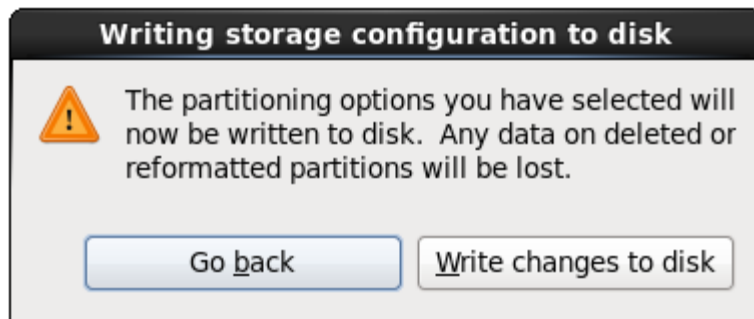 Writing storage configuration to disk
The partitioning options you have selected will
now be written to disk.  Any data on deleted or
reformatted partitions will be lost.
Go back
Write changes to disk